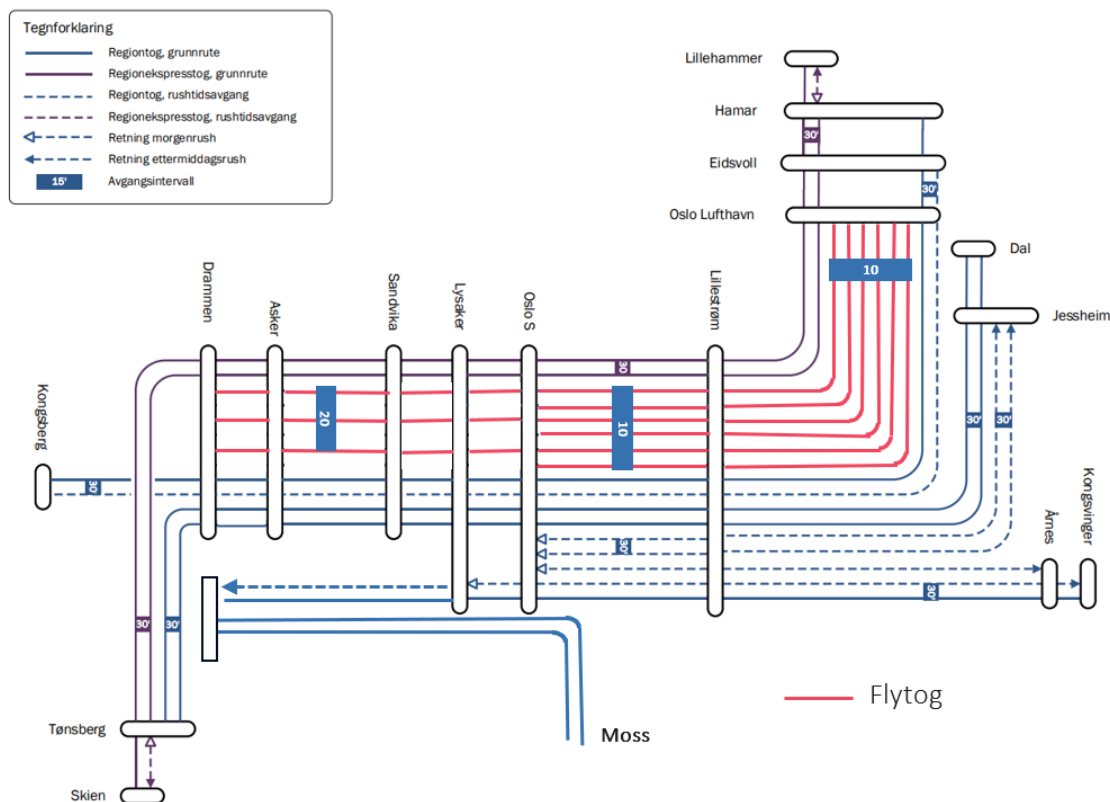 Tegnforklaring
Regiontog, grunnrute
Regionekspresstog, grunnrute
Regiontog, rushtidsavgang
Regionekspresstog, rushtidsavgang
Retning morgenrush
Retning ettermiddagsrush
15'
Avgangsintervall
Lillehammer
Hamar
30'
Eidsvoll
30'
Oslo Lufthavn
Dal
10
Jessheim
Drammen
Asker
Sandvika
Lysaker
Oslo S
Lillestrøm
30
Kongsberg
20
10
30'
30'
30'
Årnes
Kongsvinger
30'
30'
30'
30'
Flytog
Tønsberg
Moss
Skien